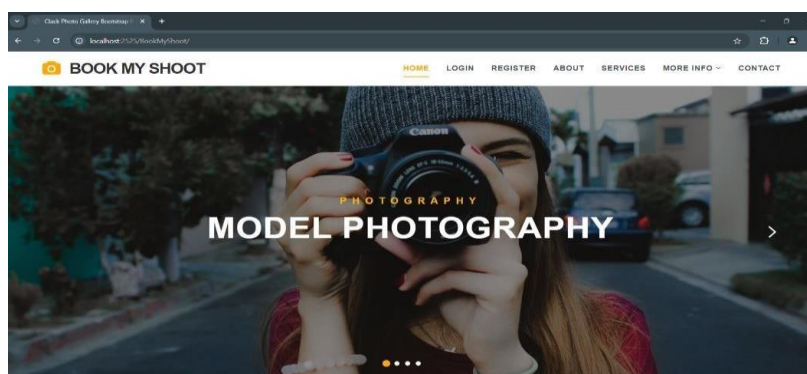 Clack Photo Gallery Bootstrap
localhost:2525/BookMyShoot/
BOOK MY SHOOT
HOME LOGIN REGISTER ABOUT SERVICES MORE INFO CONTACT
Canon
PHOTOGRAPHY
MODEL PHOTOGRAPHY